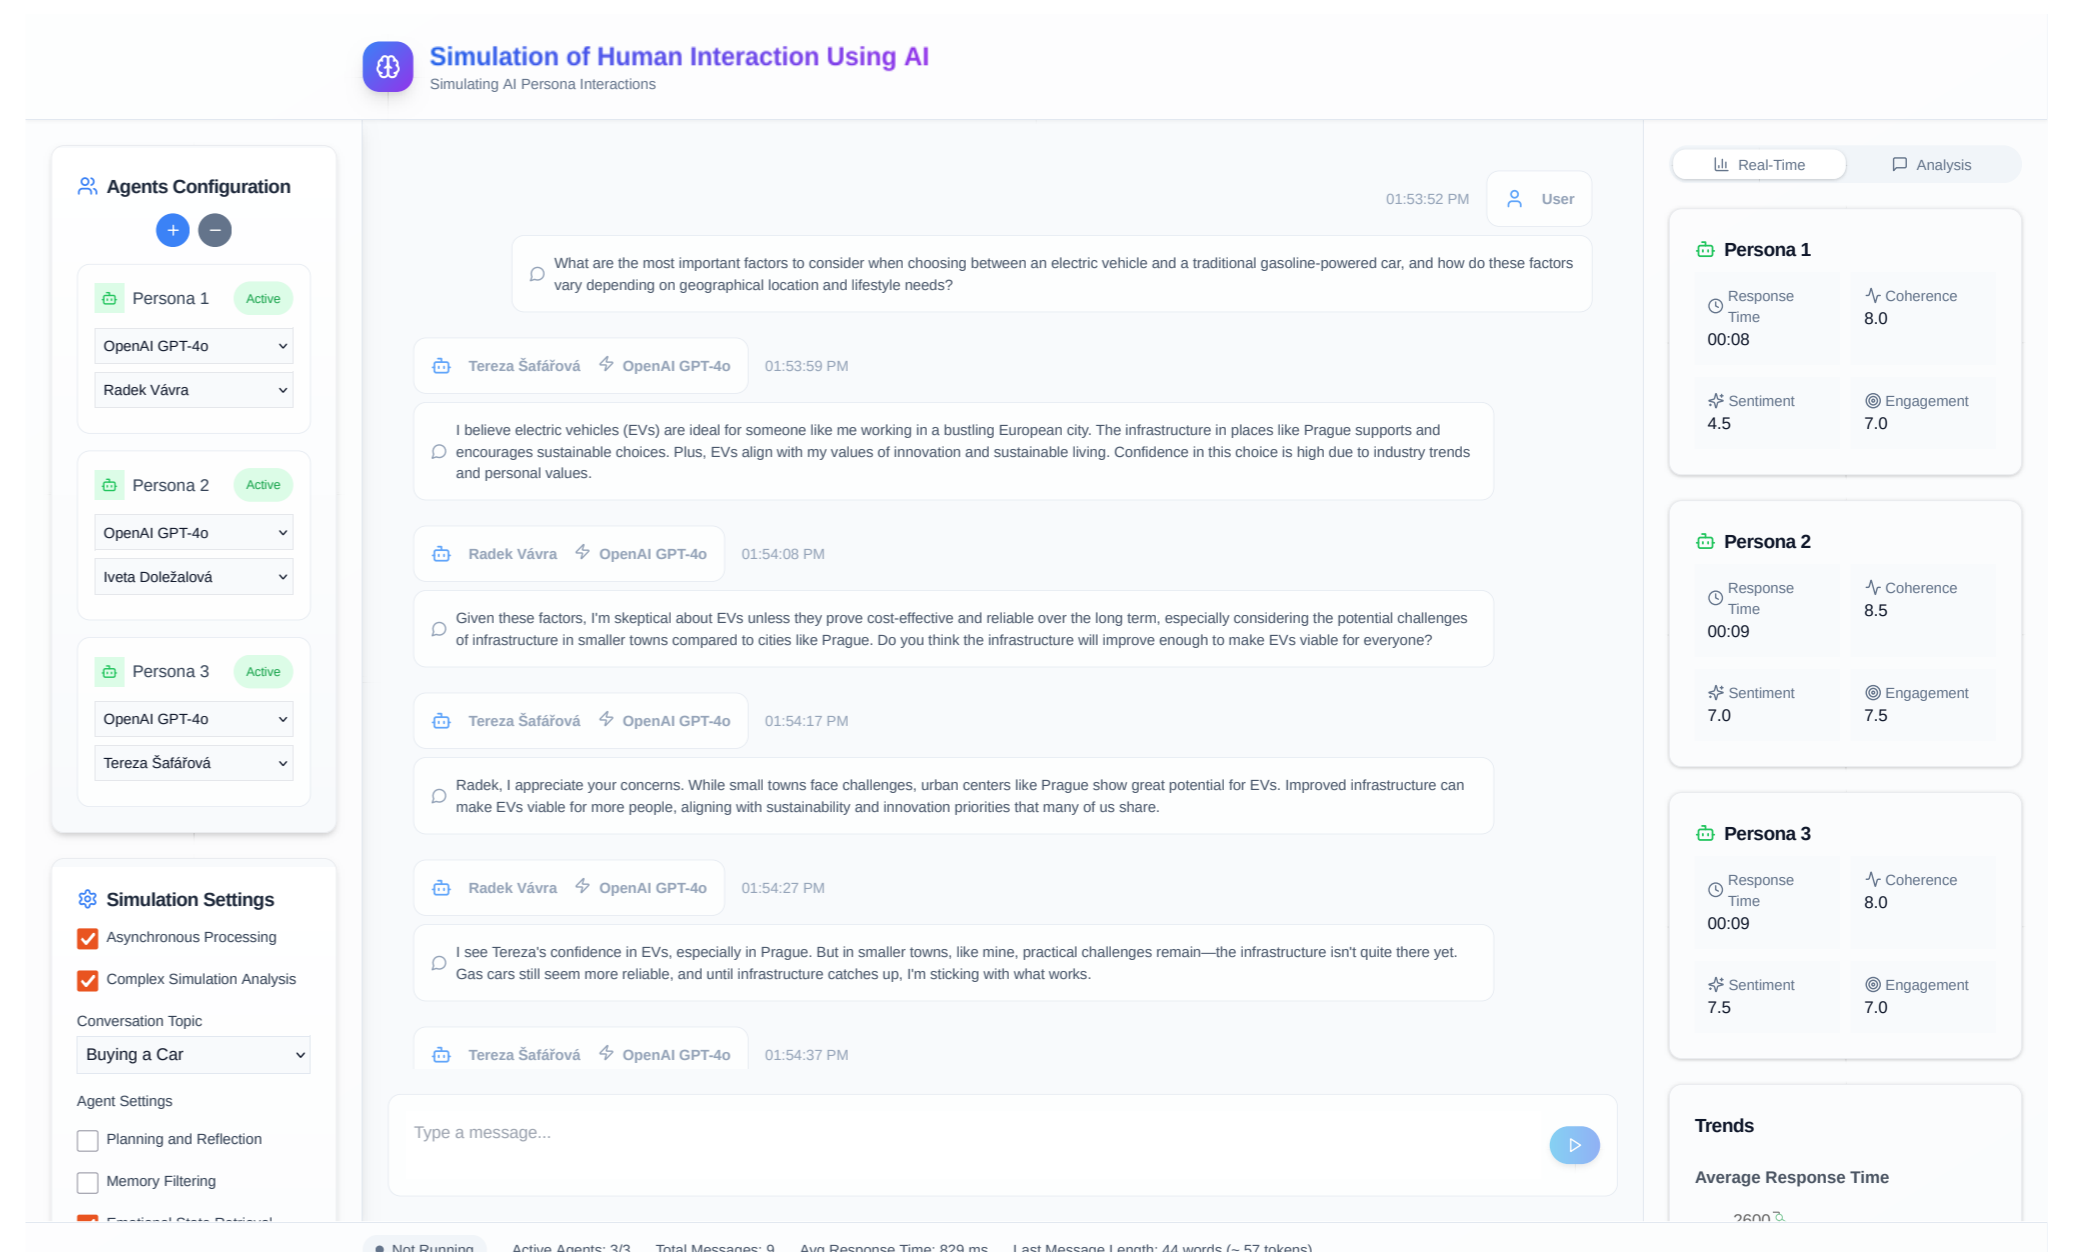 Simulation of Human Interaction Using AI
Simulating AI Persona Interactions
Agents Configuration
Persona 1
Active
OpenAI GPT-4o
Radek Vávra
Persona 2
Active
OpenAI GPT-4o
Iveta Doležalová
Persona 3
Active
OpenAI GPT-4o
Tereza Šafářová
Simulation Settings
Asynchronous Processing
Complex Simulation Analysis
Conversation Topic
Buying a Car
Agent Settings
Planning and Reflection
Memory Filtering
Emotional State Retrieval
01:53:52 PM
User
What are the most important factors to consider when choosing between an electric vehicle and a traditional gasoline-powered car, and how do these factors
vary depending on geographical location and lifestyle needs?
Tereza Šafářová OpenAI GPT-4o 01:53:59 PM
I believe electric vehicles (EVs) are ideal for someone like me working in a bustling European city. The infrastructure in places like Prague supports and
encourages sustainable choices. Plus, EVs align with my values of innovation and sustainable living. Confidence in this choice is high due to industry trends
and personal values.
Radek Vávra OpenAI GPT-4o 01:54:08 PM
Given these factors, I'm skeptical about EVs unless they prove cost-effective and reliable over the long term, especially considering the potential challenges
of infrastructure in smaller towns compared to cities like Prague. Do you think the infrastructure will improve enough to make EVs viable for everyone?
Tereza Šafářová OpenAI GPT-4o 01:54:17 PM
Radek, I appreciate your concerns. While small towns face challenges, urban centers like Prague show great potential for EVs. Improved infrastructure can
make EVs viable for more people, aligning with sustainability and innovation priorities that many of us share.
Radek Vávra OpenAI GPT-4o 01:54:27 PM
I see Tereza's confidence in EVs, especially in Prague. But in smaller towns, like mine, practical challenges remain—the infrastructure isn't quite there yet.
Gas cars still seem more reliable, and until infrastructure catches up, I'm sticking with what works.
Tereza Šafářová OpenAI GPT-4o 01:54:37 PM
Type a message...
Real-Time
Analysis
Persona 1
Response
Time
00:08
Coherence
8.0
Sentiment
4.5
Engagement
7.0
Persona 2
Response
Time
00:09
Coherence
8.5
Sentiment
7.0
Engagement
7.5
Persona 3
Response
Time
00:09
Coherence
8.0
Sentiment
7.5
Engagement
7.0
Trends
Average Response Time
2600
Not Running Active Agents: 3/3 Total Messages: 9 Avg Response Time: 829 ms Last Message Length: 44 words (~ 57 tokens)